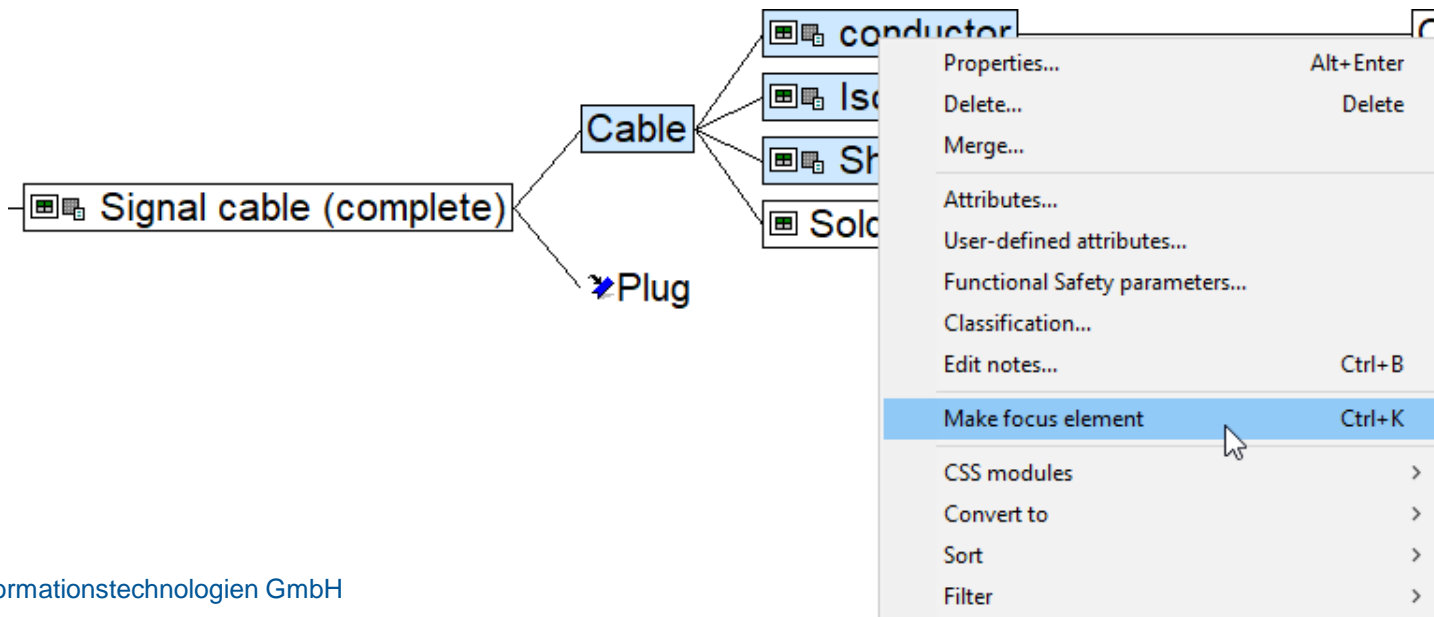 conductor
Cable
Signal cable (complete)
Plug
Properties... Alt+Enter
Delete... Delete
Merge...
Attributes...
User-defined attributes...
Functional Safety parameters...
Classification...
Edit notes... Ctrl+B
Make focus element Ctrl+K
CSS modules
Convert to
Sort
Filter
GmbH